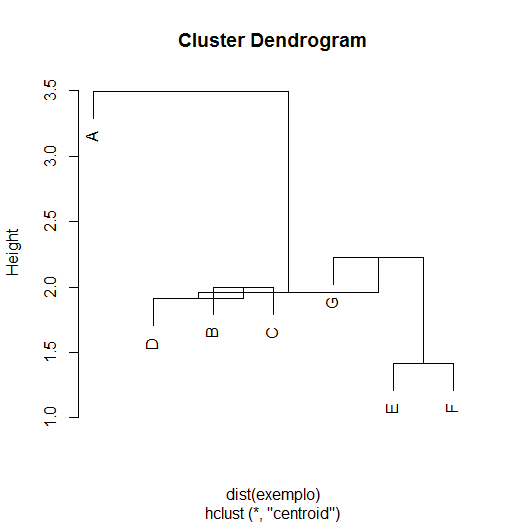 Cluster Dendrogram
Height
3.5
3.0
2.5
2.0
1.5
1.0
A
D
B
C
G
E
F
dist(exemplo)
hclust (*, "centroid")